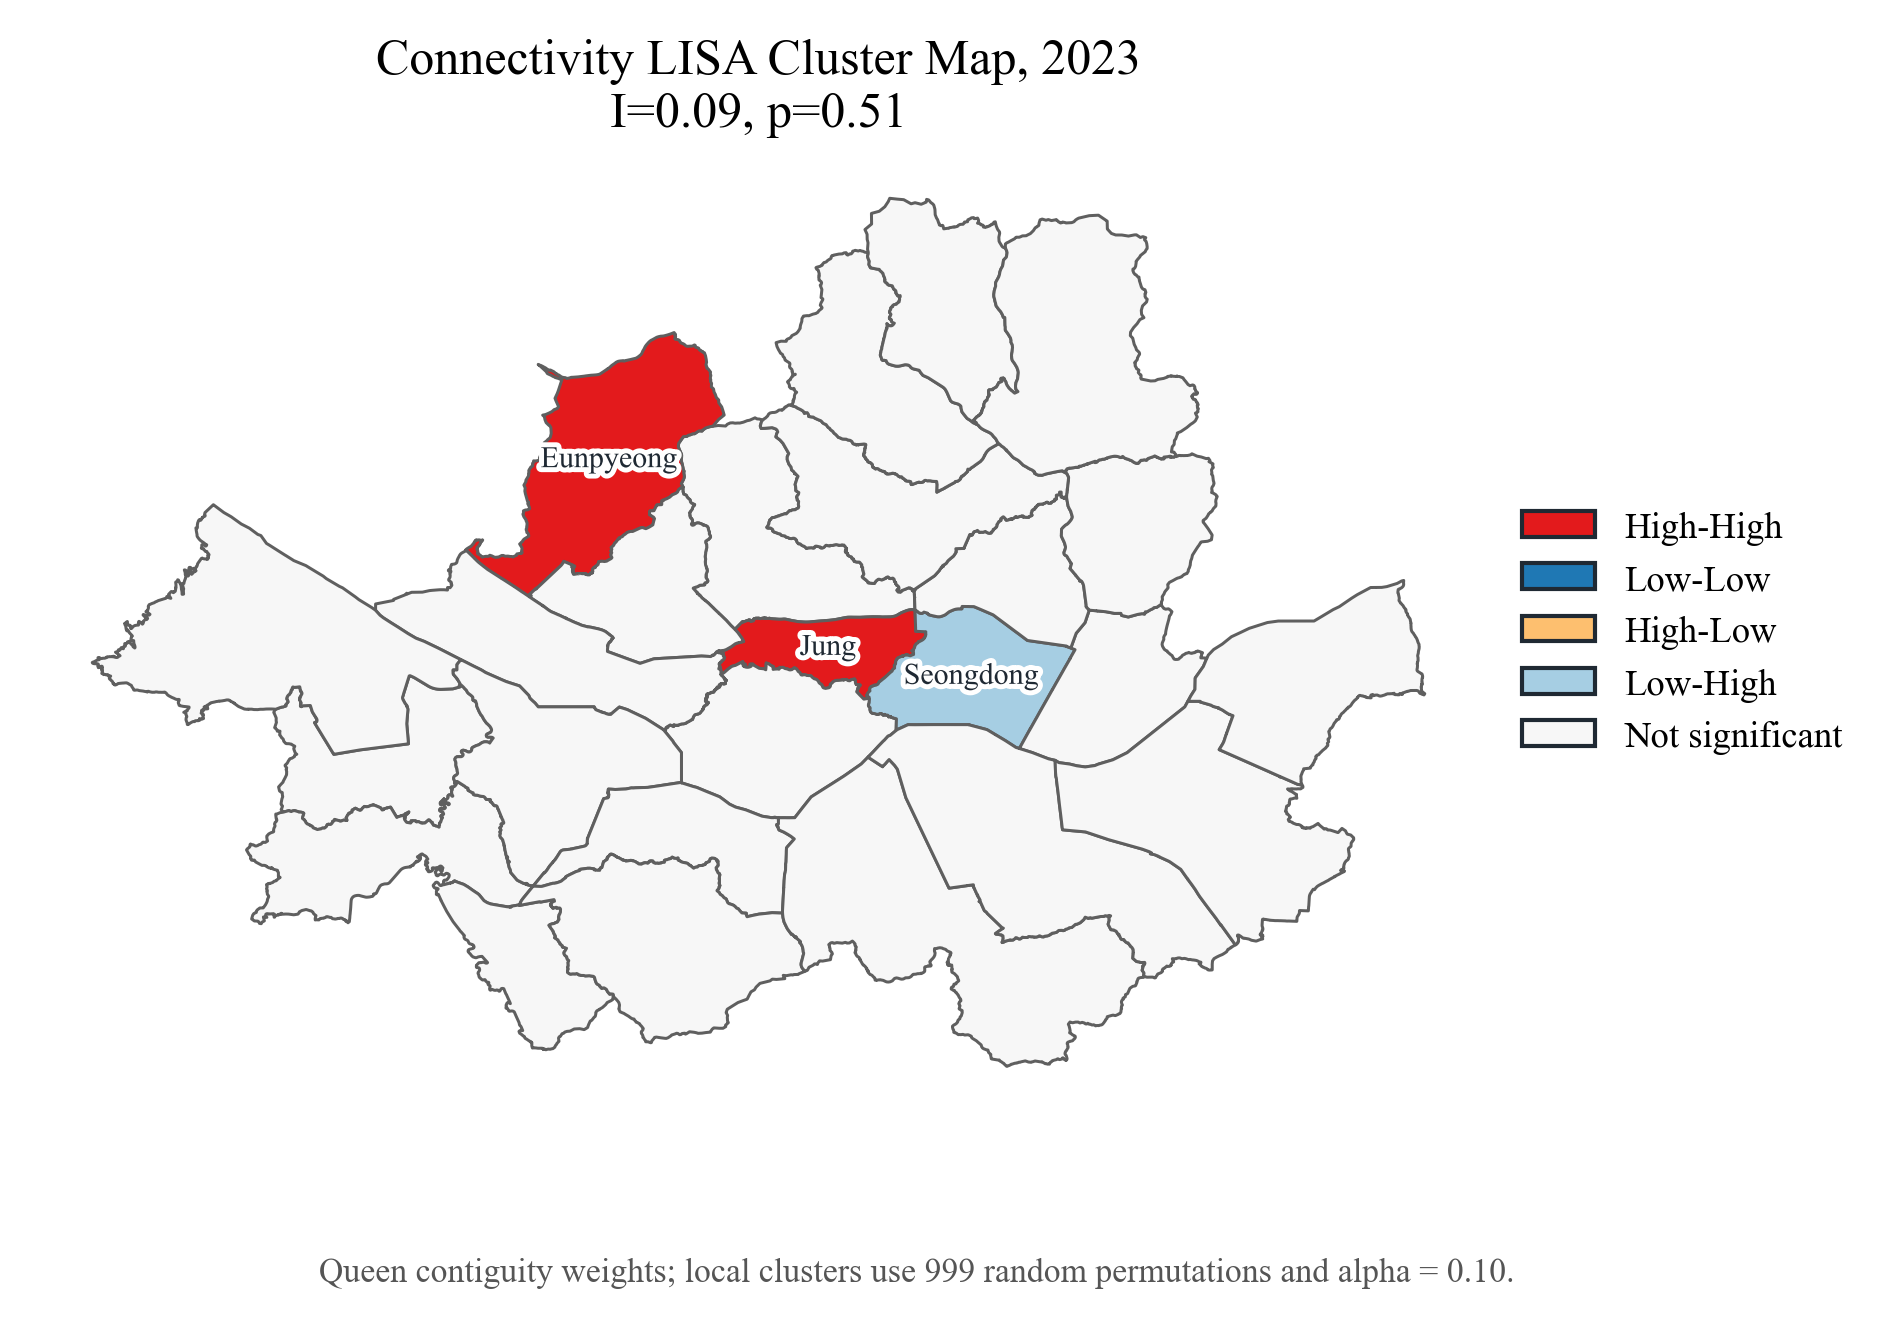 Connectivity LISA Cluster Map, 2023
I=0.09, p=0.51
Eunpyeong
Jung
Seongdong
High-High
Low-Low
High-Low
Low-High
Not significant
Queen contiguity weights; local clusters use 999 random permutations and alpha = 0.10.